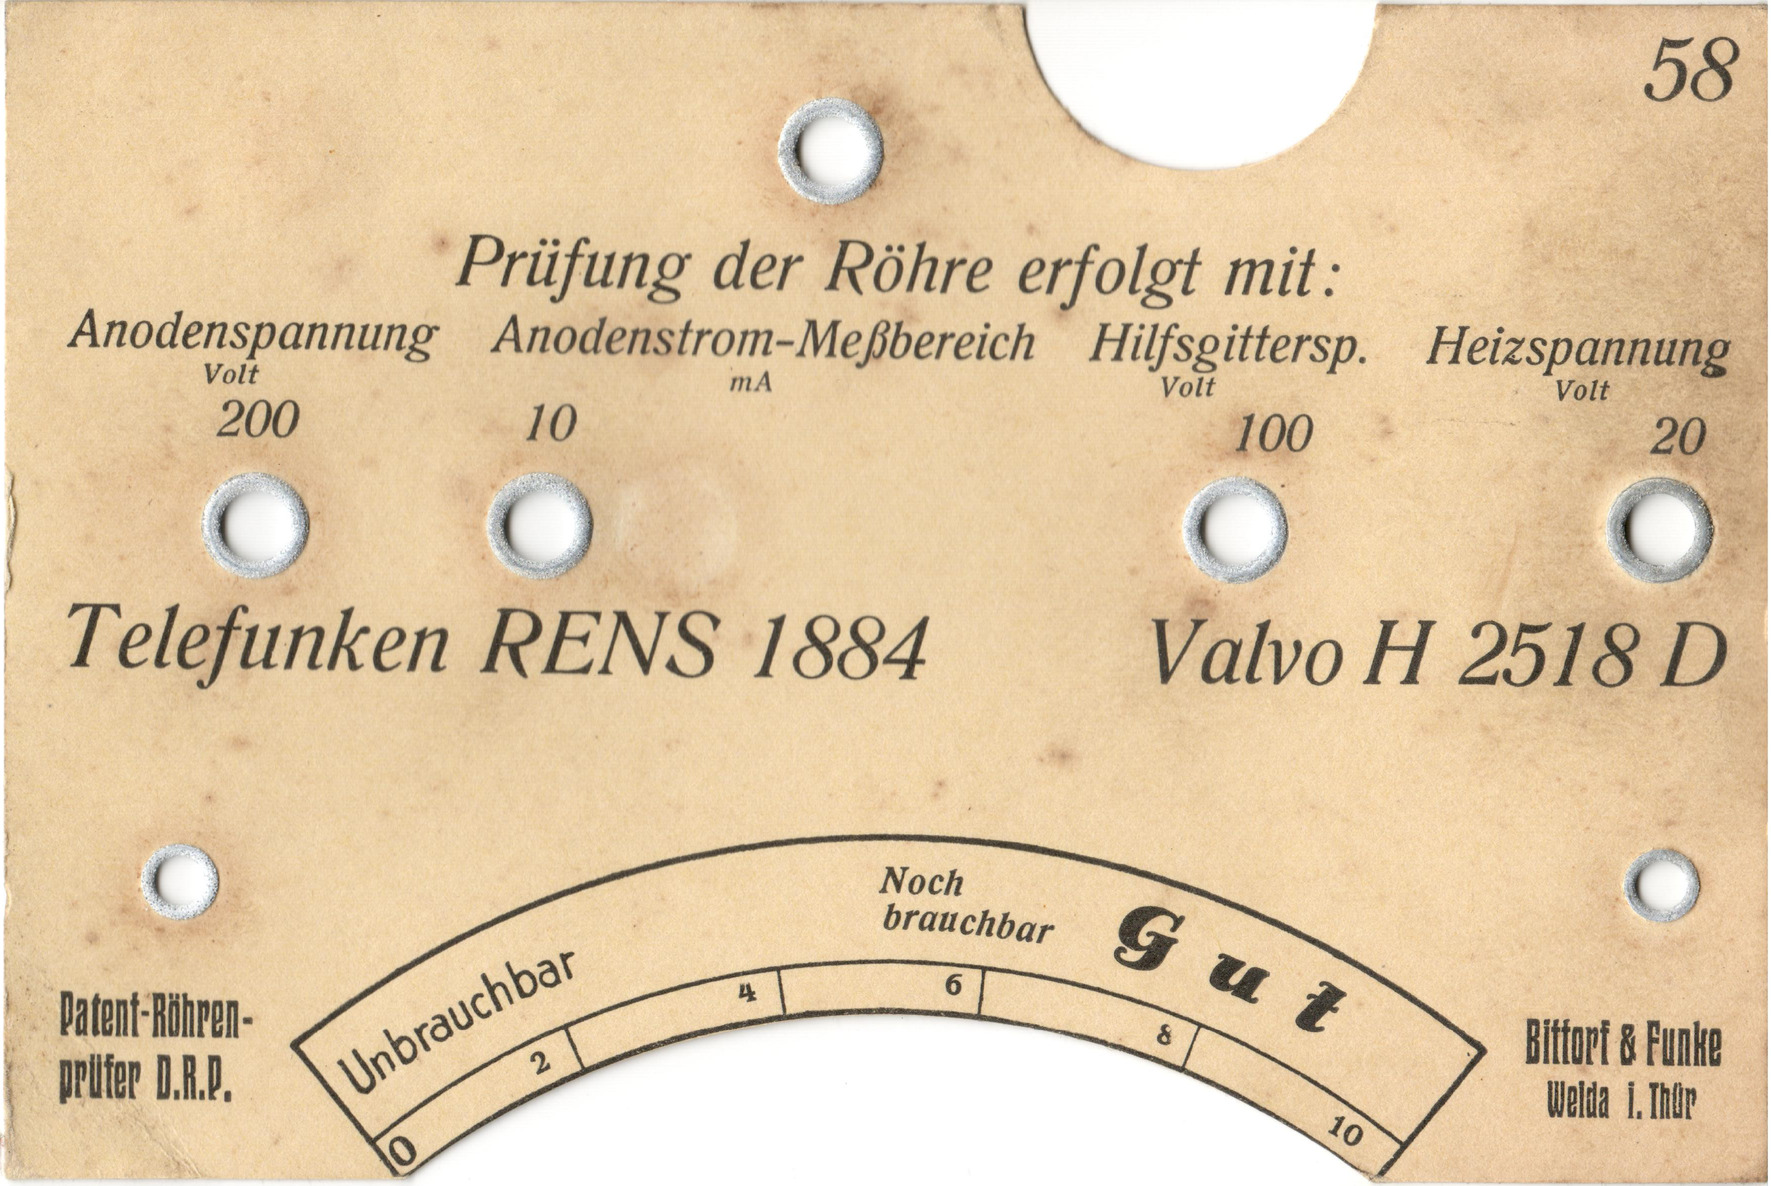 58
Prüfung der Röhre erfolgt mit:
Anodenspannung Anodenstrom-Meßbereich Hilfsgittersp. Heizspannung
Volt mA Volt Volt
200 10 100 20
Telefunken RENS 1884 Valvo H 2518 D
Unbrauchbar
Noch
brauchbar
Gut
0 2 4 6 8 10
Patent-Röhren-
prüfer D.R.P.
Bittorf & Funke
Weida i. Thür